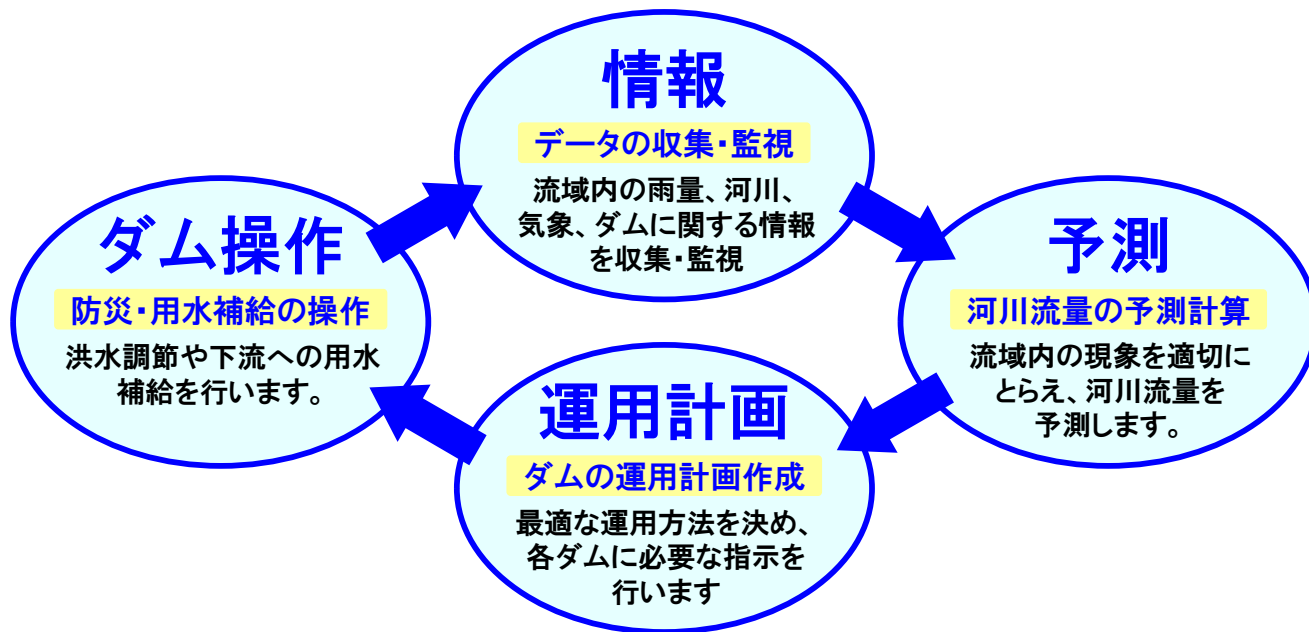 情報
データの収集・監視
流域内の雨量、河川、
気象、ダムに関する情報
を収集・監視
ダム操作
防災・用水補給の操作
洪水調節や下流への用水
補給を行います。
予測
河川流量の予測計算
流域内の現象を適切に
とらえ、河川流量を
予測します。
運用計画
ダムの運用計画作成
最適な運用方法を決め、
各ダムに必要な指示を
行います